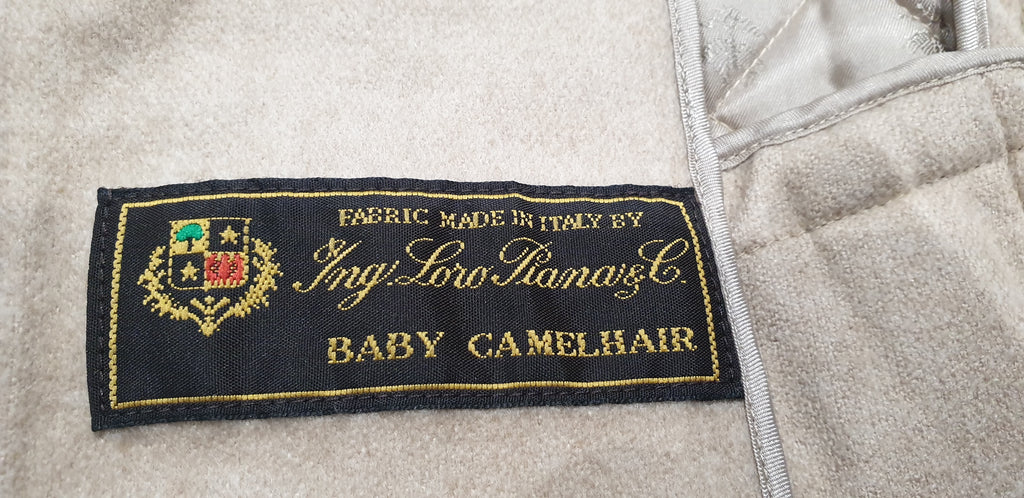 FABRIC MADE IN ITALY BY
Ing. Loro Piana & C.
BABY CAMELHAIR